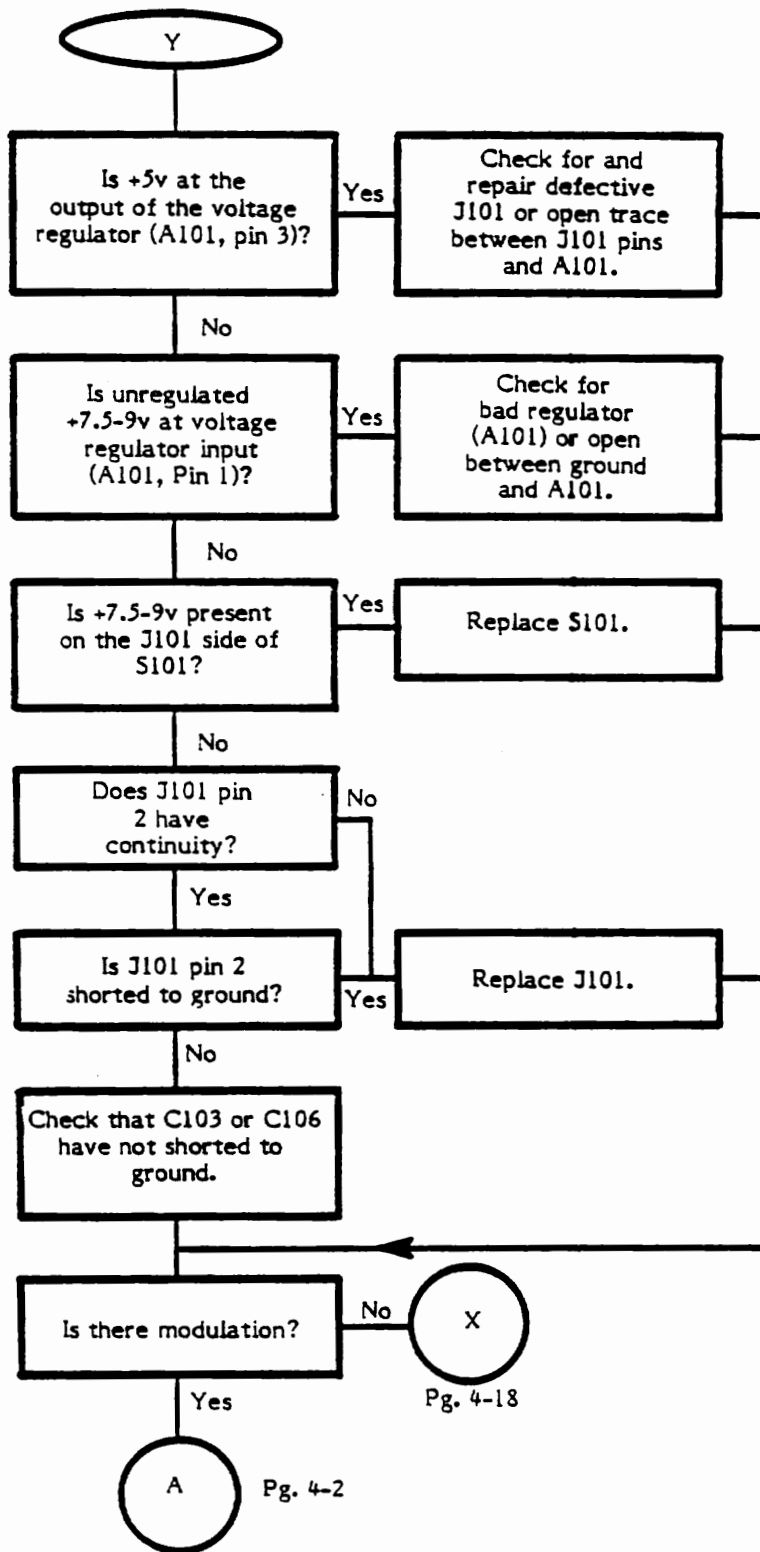 Y
Is +5v at the
output of the voltage
regulator (A101, pin 3)?
Yes
Check for and
repair defective
J101 or open trace
between J101 pins
and A101.
No
Is unregulated
+7.5-9v at voltage
regulator input
(A101, Pin 1)?
Yes
Check for
bad regulator
(A101) or open
between ground
and A101.
No
Is +7.5-9v present
on the J101 side of
S101?
Yes
Replace S101.
No
Does J101 pin
2 have
continuity?
No
Yes
Is J101 pin 2
shorted to ground?
Yes
Replace J101.
No
Check that C103 or C106
have not shorted to
ground.
Is there modulation?
No
X
Pg. 4-18
Yes
A
Pg. 4-2